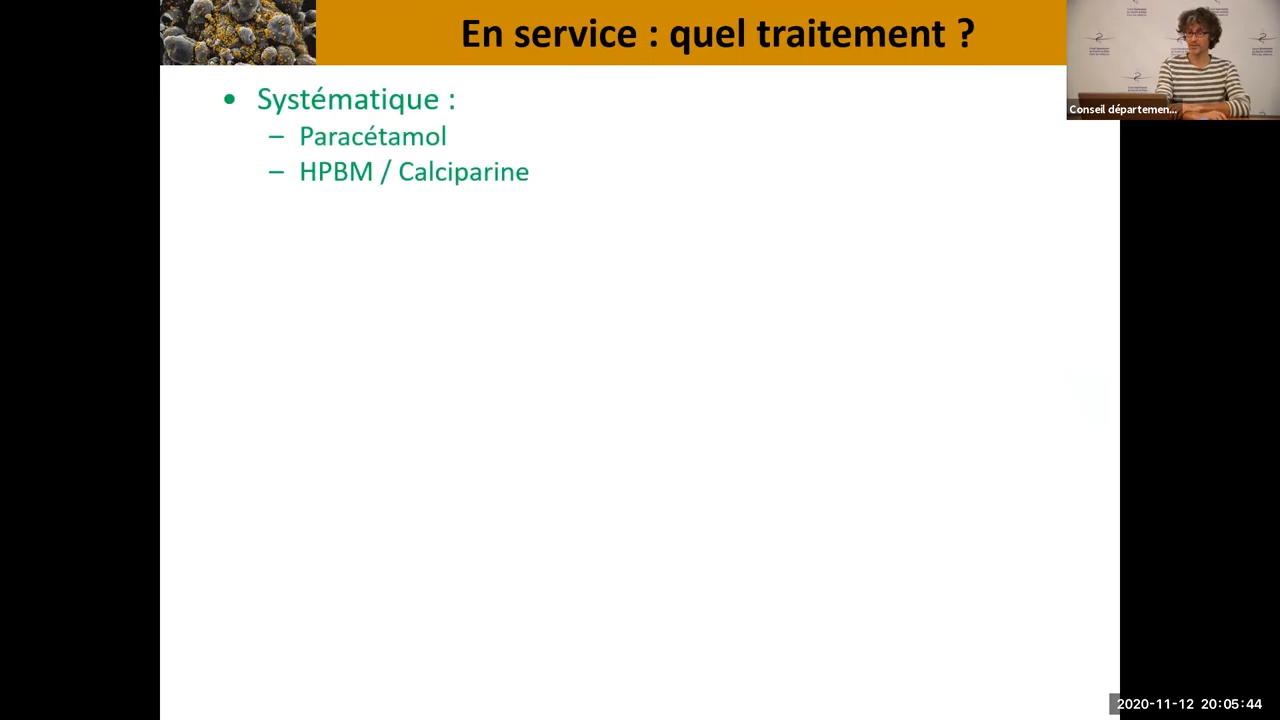 En service : quel traitement ?
• Systématique :
– Paracétamol
– HPBM / Calciparine
Conseil départemen...
2020-11-12 20:05:44